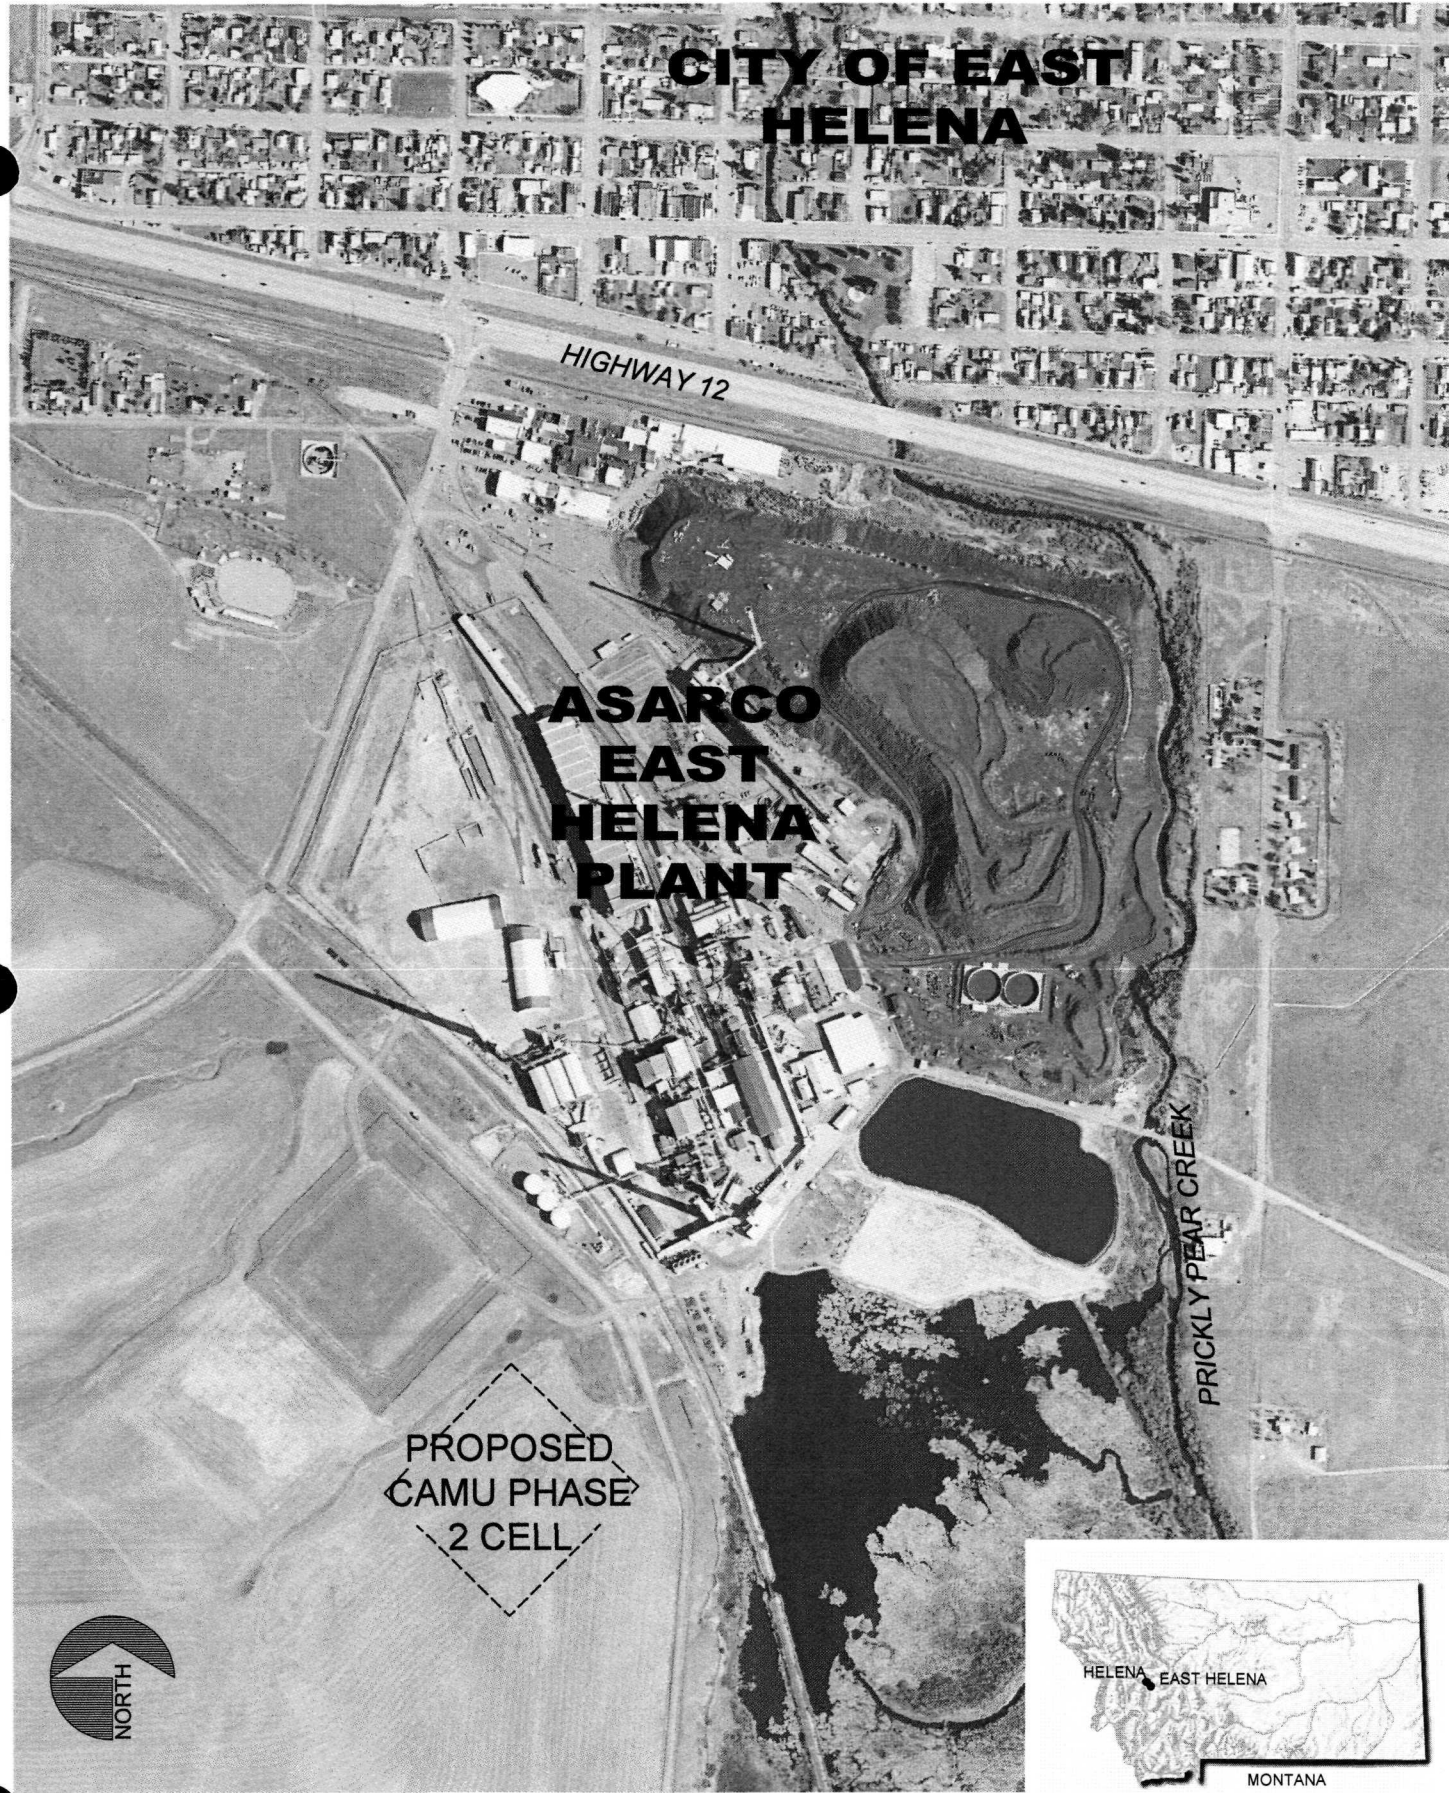 CITY OF EAST
HELENA
HIGHWAY 12
ASARCO
EAST
HELENA
PLANT
PRICKLY PEAR CREEK
PROPOSED
CAMU PHASE
2 CELL
NORTH
HELENA
EAST HELENA
MONTANA